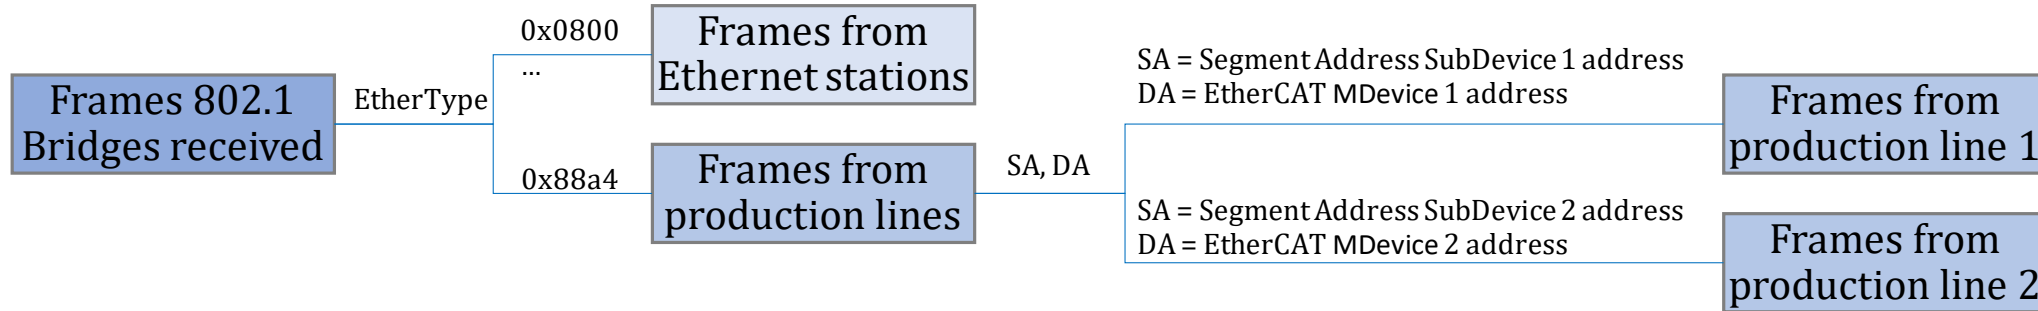 Frames 802.1
Bridges received
EtherType
0x0800
...
0x88a4
Frames from
Ethernet stations
Frames from
production lines
SA, DA
SA = Segment Address SubDevice 1 address
DA = EtherCAT MDevice 1 address
SA = Segment Address SubDevice 2 address
DA = EtherCAT MDevice 2 address
Frames from
production line 1
Frames from
production line 2